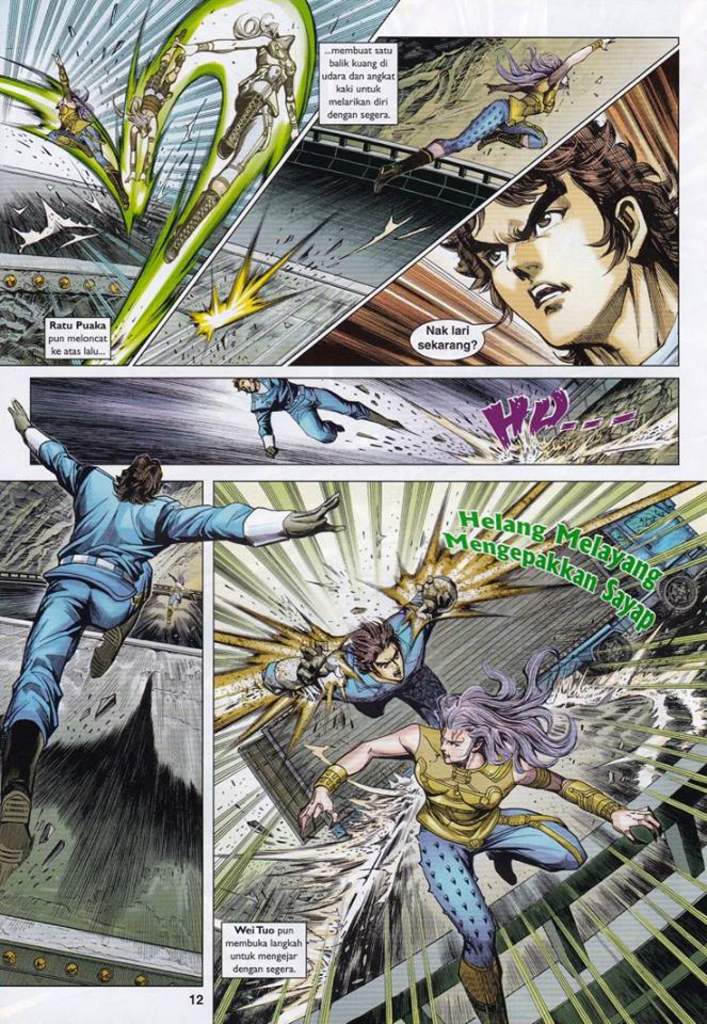 Ratu Puaka
pun meloncat
ke atas lalu...
...membuat satu
balik kuang di
udara dan angkat
kaki untuk
melarikan diri
dengan segera.
Nak lari
sekarang?
HU...
Helang Melayang
Mengepakkan Sayap
Wei Tuo pun
membuka langkah
untuk mengejar
dengan segera.
12